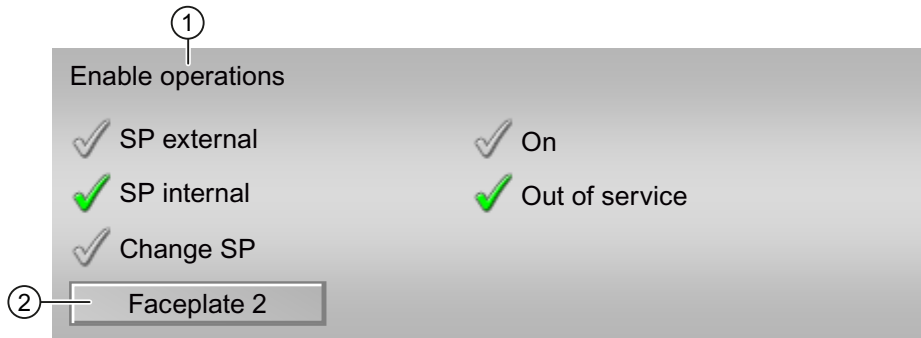 1
Enable operations
SP external
On
SP internal
Out of service
Change SP
2
Faceplate 2